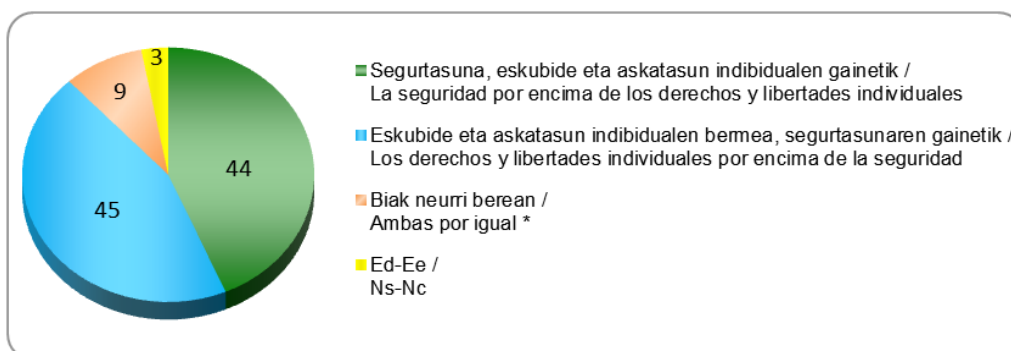 3
9
44
45
Segurtasuna, eskubide eta askatasun indibidualen gainetik /
La seguridad por encima de los derechos y libertades individuales
Eskubide eta askatasun indibidualen bermea, segurtasunaren gainetik /
Los derechos y libertades individuales por encima de la seguridad
Biak neurri berean /
Ambas por igual *
Ed-Ee /
Ns-Nc